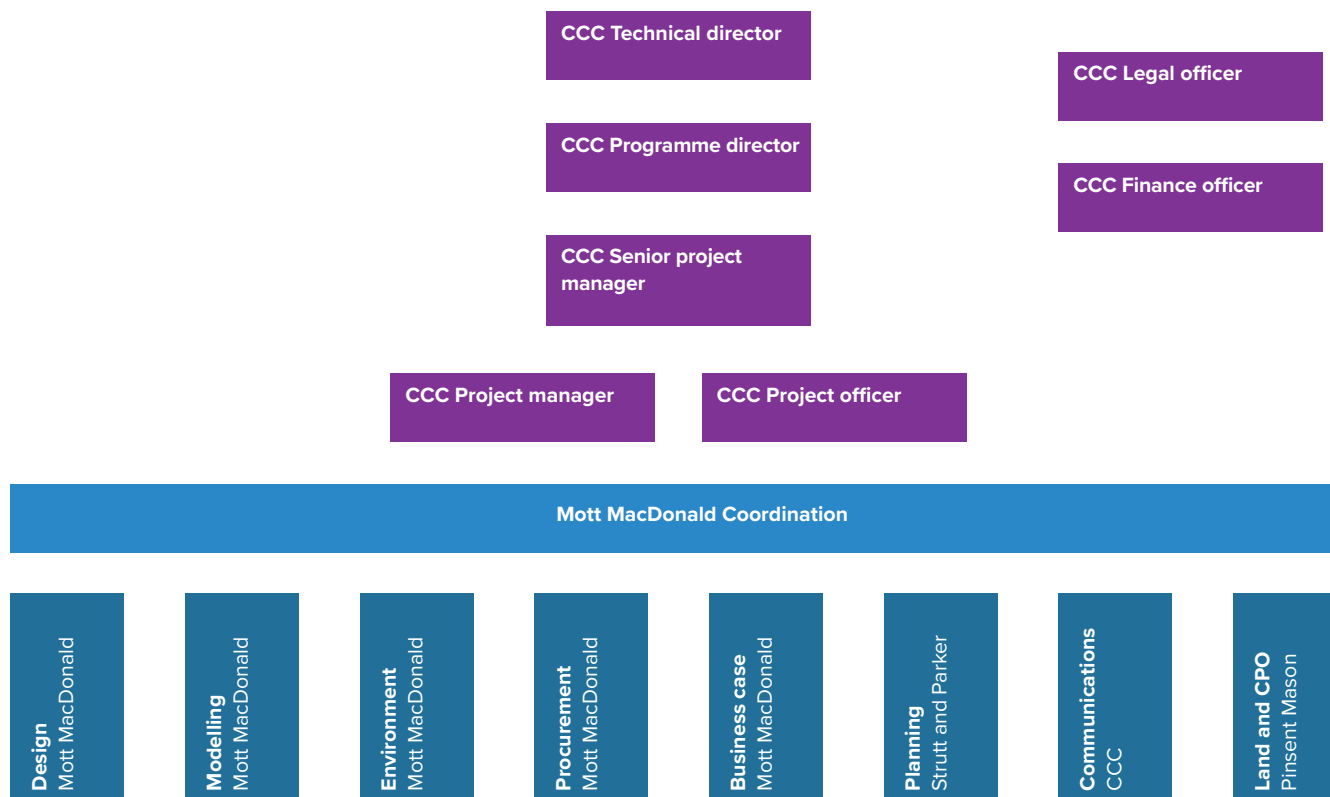 CCC Technical director
CCC Legal officer
CCC Programme director
CCC Finance officer
CCC Senior project
manager
CCC Project manager
CCC Project officer
Mott MacDonald Coordination
Design
Mott MacDonald
Modelling
Mott MacDonald
Environment
Mott MacDonald
Procurement
Mott MacDonald
Business case
Mott MacDonald
Planning
Strutt and Parker
Communications
CCC
Land and CPO
Pinsent Mason